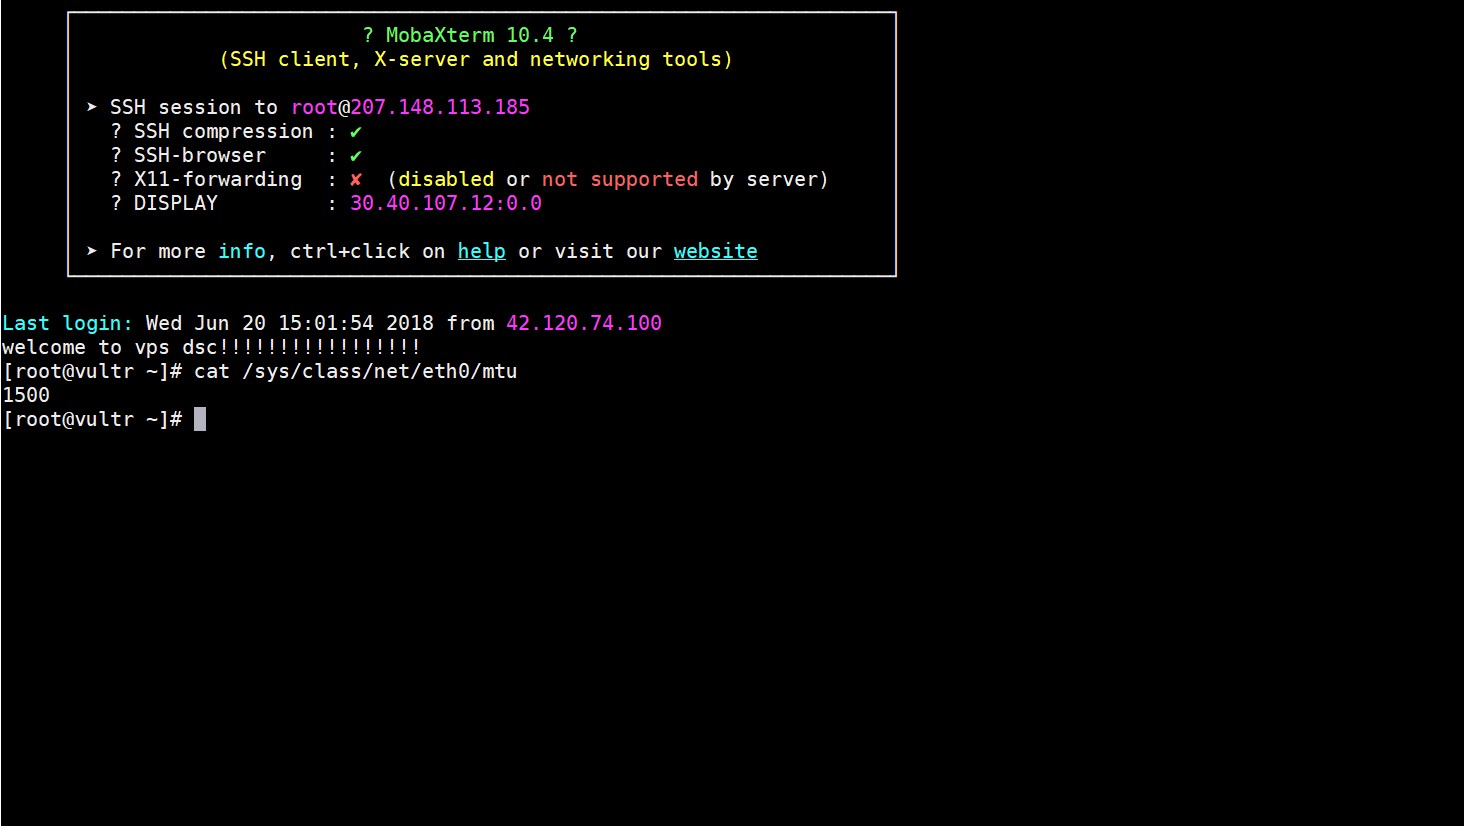 ? MobaXterm 10.4 ?
(SSH client, X-server and networking tools)
➤ SSH session to root@207.148.113.185
? SSH compression : ✔
? SSH-browser     : ✔
? X11-forwarding  : ✘  (disabled or not supported by server)
? DISPLAY         : 30.40.107.12:0.0
➤ For more info, ctrl+click on help or visit our website
Last login: Wed Jun 20 15:01:54 2018 from 42.120.74.100
welcome to vps dsc!!!!!!!!!!!!!!!!!
[root@vultr ~]# cat /sys/class/net/eth0/mtu
1500
[root@vultr ~]#